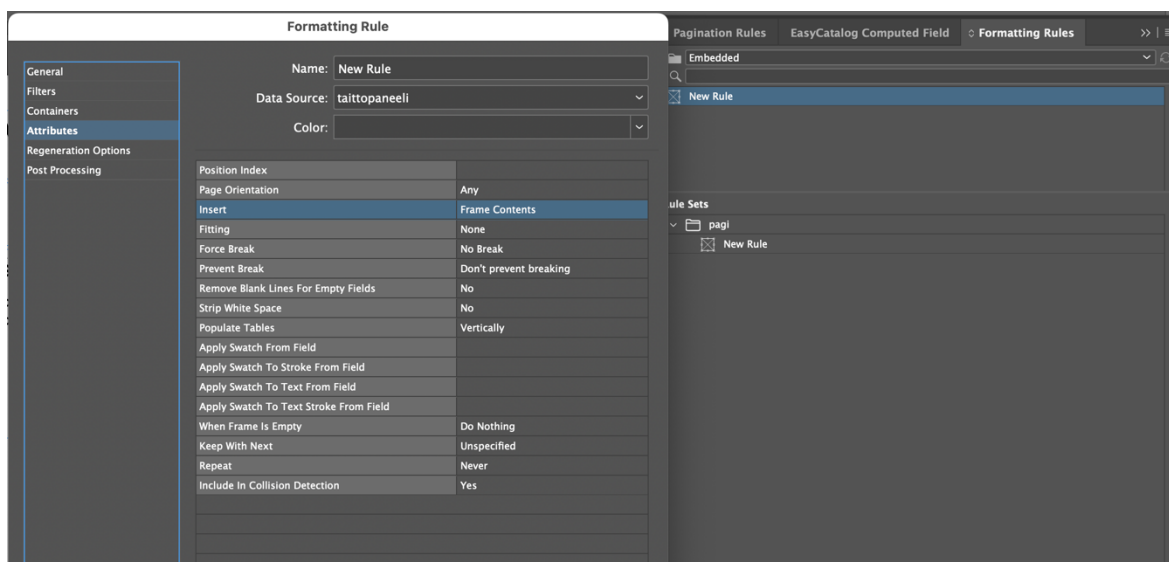 Formatting Rule
General
Filters
Containers
Attributes
Regeneration Options
Post Processing
Name: New Rule
Data Source: taittopaneeli
Color:
Position Index
Page Orientation Any
Insert Frame Contents
Fitting None
Force Break No Break
Prevent Break Don't prevent breaking
Remove Blank Lines For Empty Fields No
Strip White Space No
Populate Tables Vertically
Apply Swatch From Field
Apply Swatch To Stroke From Field
Apply Swatch To Text From Field
Apply Swatch To Text Stroke From Field
When Frame Is Empty Do Nothing
Keep With Next Unspecified
Repeat Never
Include In Collision Detection Yes
Pagination Rules EasyCatalog Computed Field Formatting Rules
Embedded
New Rule
ule Sets
pagi
New Rule